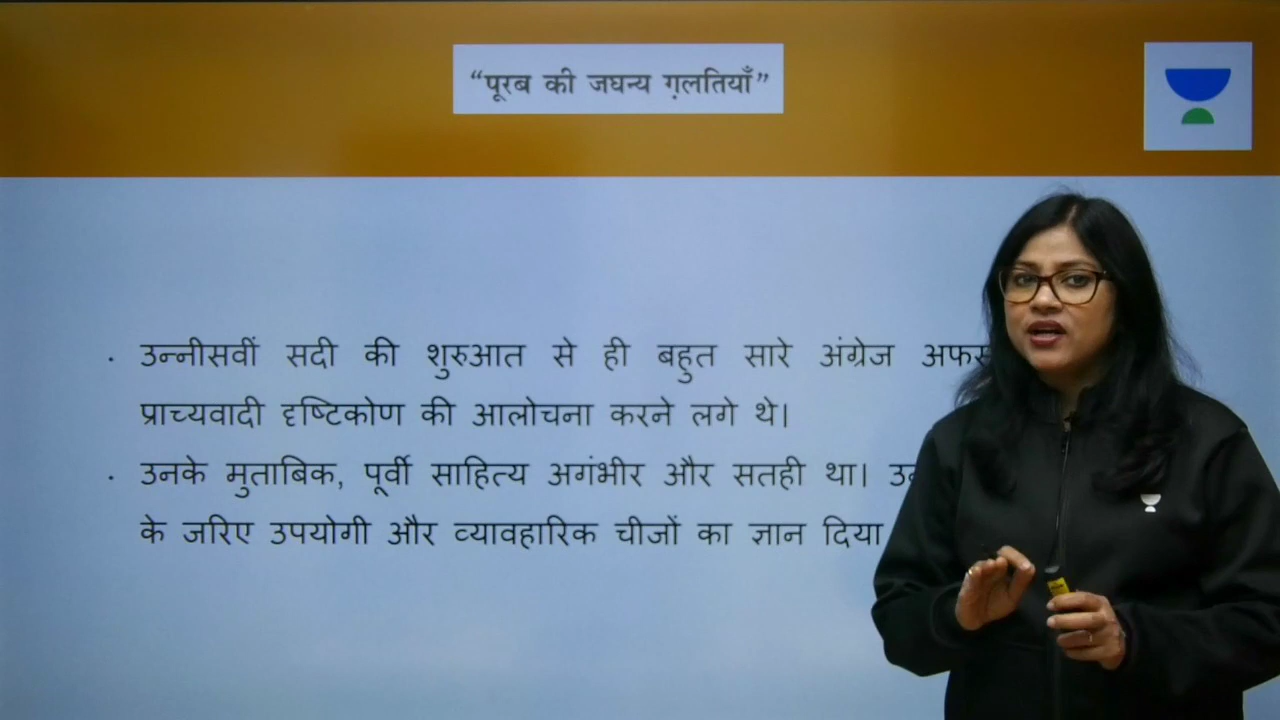 “पूरब की जघन्य ग़लतियाँ”
· उन्नीसवीं सदी की शुरुआत से ही बहुत सारे अंग्रेज
प्राच्यवादी दृष्टिकोण की आलोचना करने लगे थे।
· उनके मुताबिक, पूर्वी साहित्य अगंभीर और सतही था।
के जरिए उपयोगी और व्यावहारिक चीजों का ज्ञान दिया